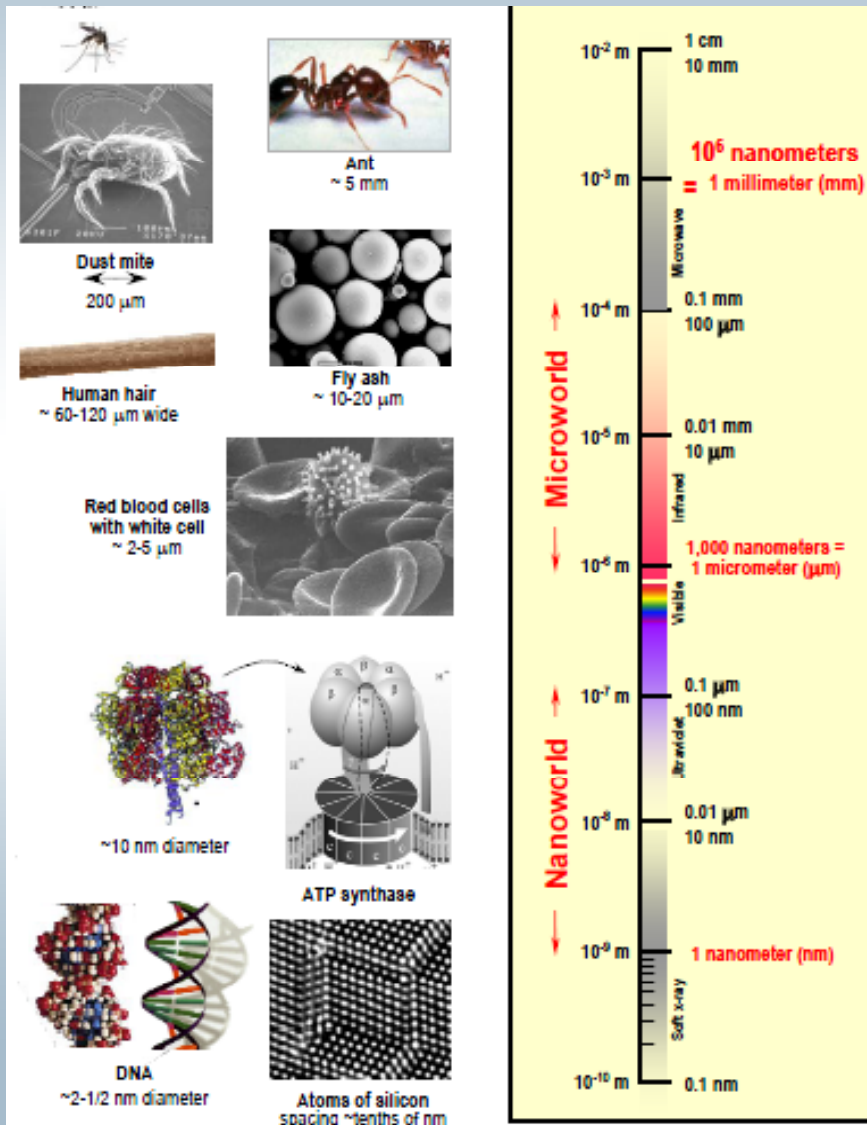 Ant
~ 5 mm
Dust mite
200 μm
Human hair
~ 60-120 μm wide
Fly ash
~ 10-20 μm
Red blood cells
with white cell
~ 2-5 μm
~10 nm diameter
ATP synthase
DNA
~2-1/2 nm diameter
Atoms of silicon
spacing ~tenths of nm
Microworld
Nanoworld
10⁻² m
1 cm
10 mm
10⁶ nanometers
10⁻³ m
= 1 millimeter (mm)
Microwave
10⁻⁴ m
0.1 mm
100 μm
10⁻⁵ m
0.01 mm
10 μm
Infrared
10⁻⁶ m
1,000 nanometers =
1 micrometer (μm)
Visible
10⁻⁷ m
0.1 μm
100 nm
Ultraviolet
10⁻⁸ m
0.01 μm
10 nm
10⁻⁹ m
1 nanometer (nm)
Soft x-ray
10⁻¹⁰ m
0.1 nm